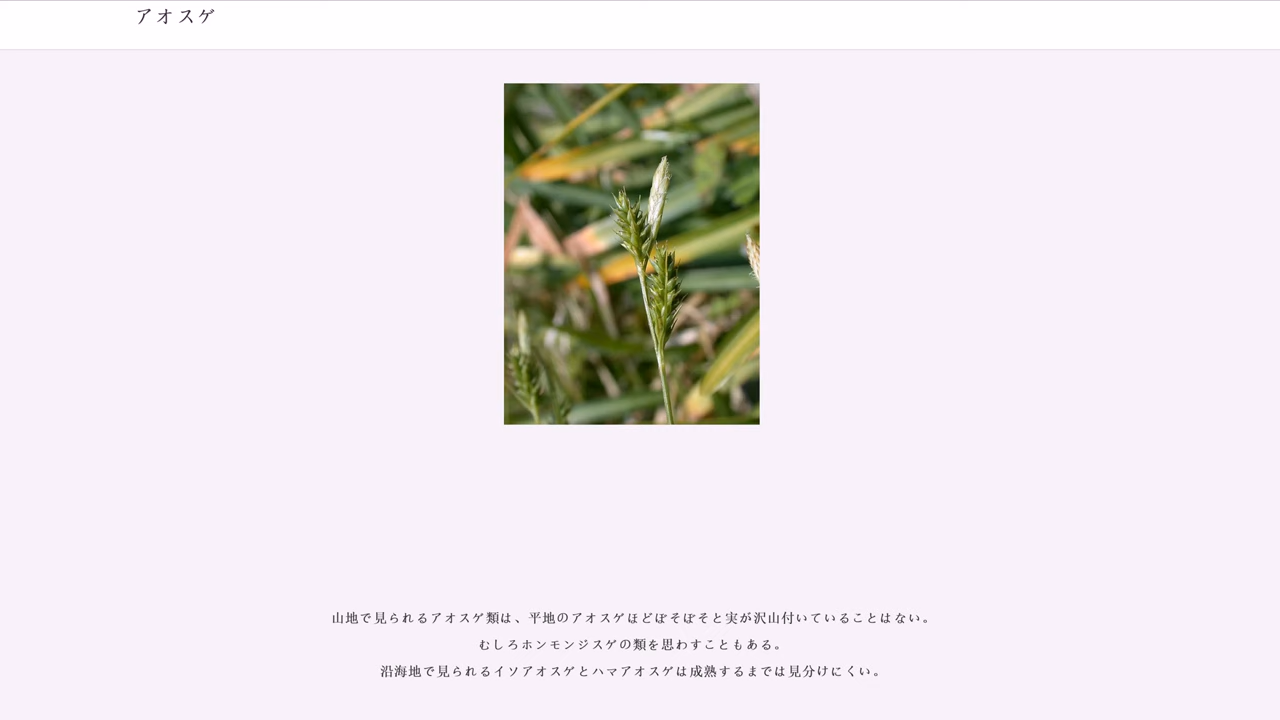 アオスゲ
山地で見られるアオスゲ類は、平地のアオスゲほどぼそぼそと実が沢山付いていることはない。
むしろホンモンジスゲの類を思わすこともある。
沿海地で見られるイソアオスゲとハマアオスゲは成熟するまでは見分けにくい。